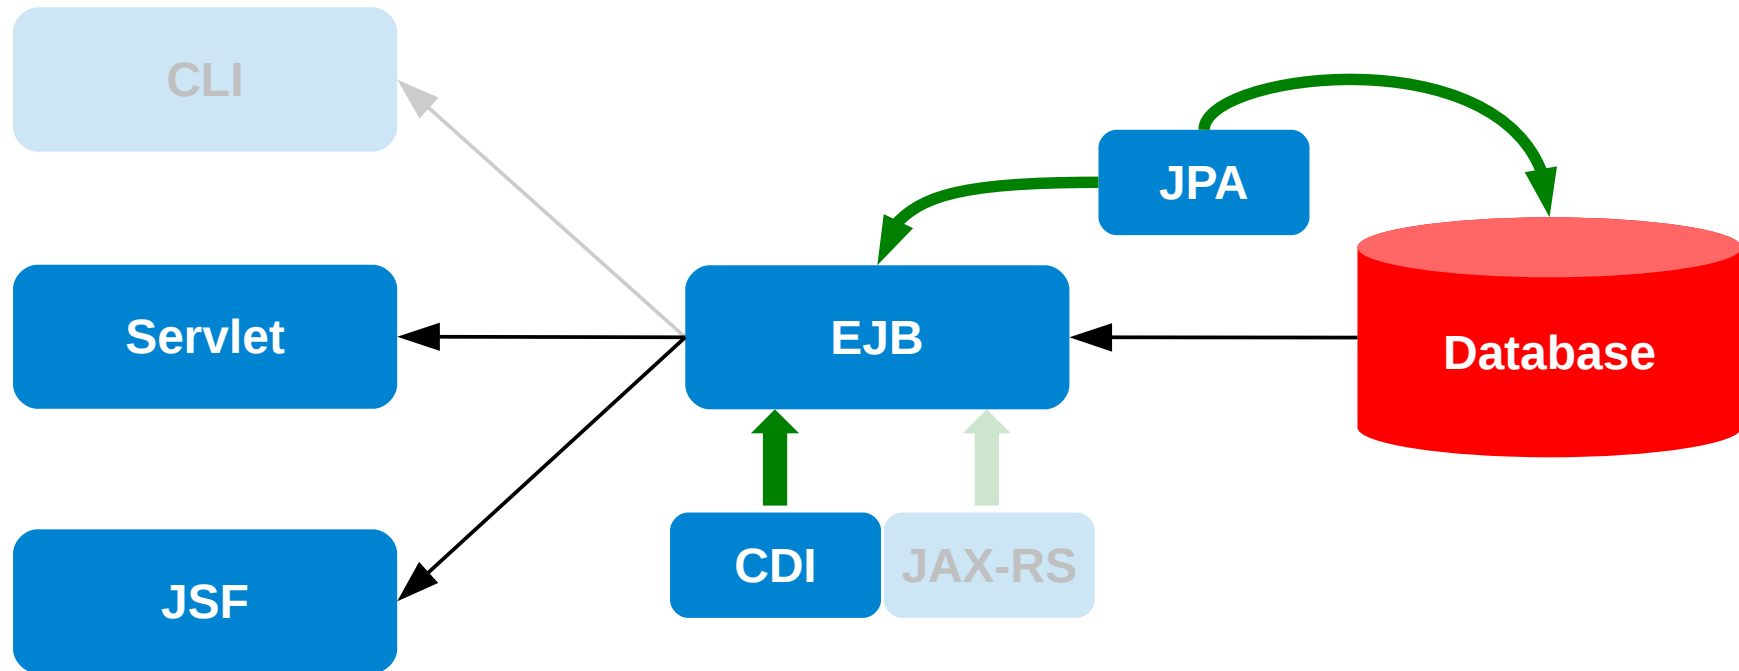 CLI
JPA
Servlet
EJB
Database
CDI
JAX-RS
JSF